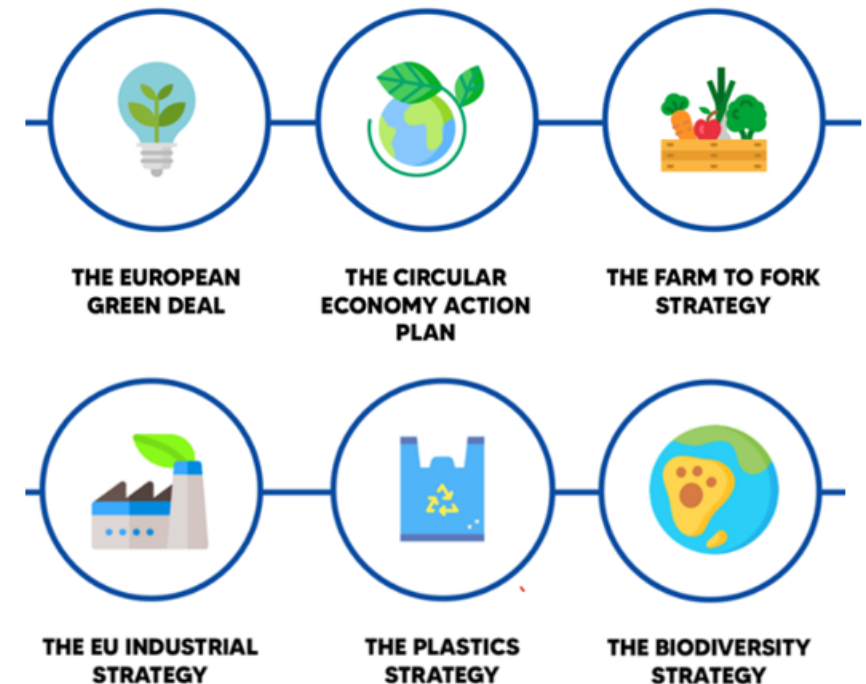 THE EUROPEAN
GREEN DEAL
THE CIRCULAR
ECONOMY ACTION
PLAN
THE FARM TO FORK
STRATEGY
THE EU INDUSTRIAL
STRATEGY
THE PLASTICS
STRATEGY
THE BIODIVERSITY
STRATEGY